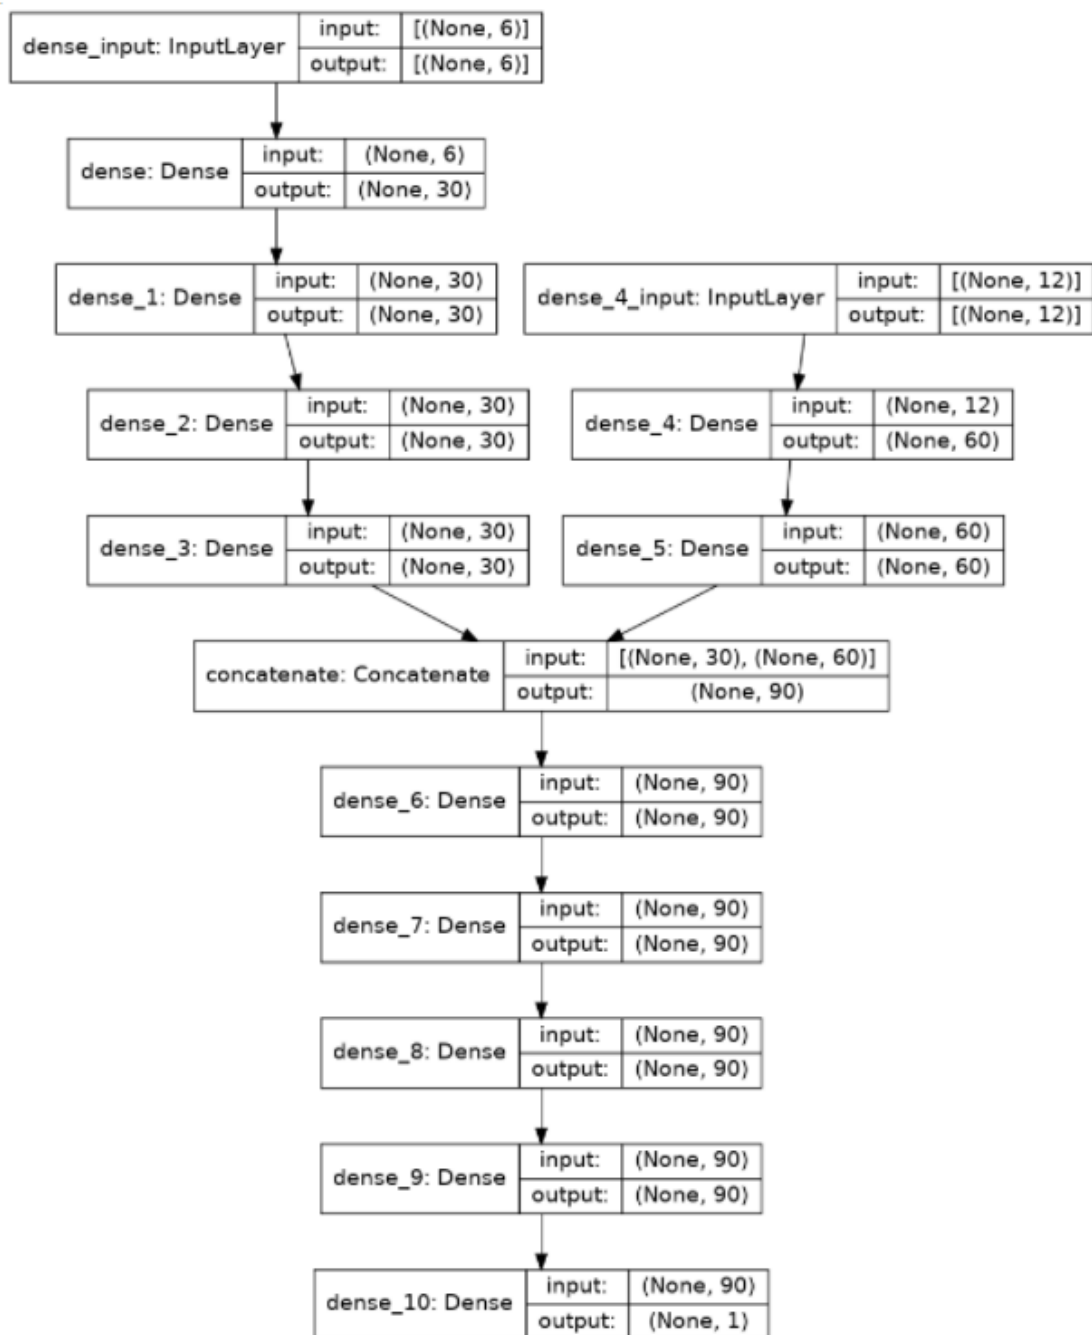 dense_input: InputLayer
input: [(None, 6)]
output: [(None, 6)]
dense: Dense
input: (None, 6)
output: (None, 30)
dense_1: Dense
input: (None, 30)
output: (None, 30)
dense_4_input: InputLayer
input: [(None, 12)]
output: [(None, 12)]
dense_2: Dense
input: (None, 30)
output: (None, 30)
dense_4: Dense
input: (None, 12)
output: (None, 60)
dense_3: Dense
input: (None, 30)
output: (None, 30)
dense_5: Dense
input: (None, 60)
output: (None, 60)
concatenate: Concatenate
input: [(None, 30), (None, 60)]
output: (None, 90)
dense_6: Dense
input: (None, 90)
output: (None, 90)
dense_7: Dense
input: (None, 90)
output: (None, 90)
dense_8: Dense
input: (None, 90)
output: (None, 90)
dense_9: Dense
input: (None, 90)
output: (None, 90)
dense_10: Dense
input: (None, 90)
output: (None, 1)